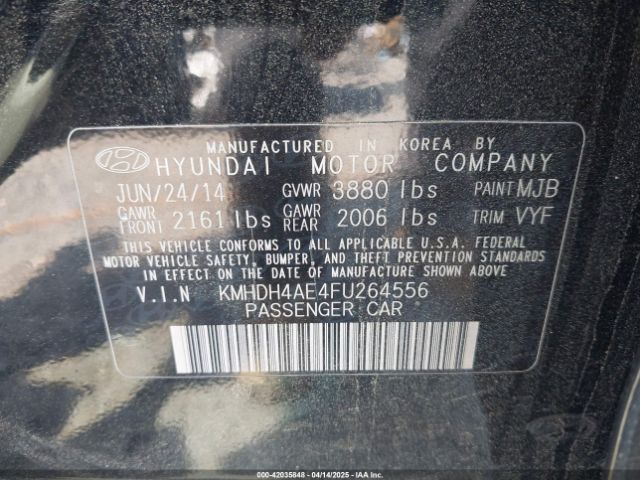 MANUFACTURED IN KOREA BY
HYUNDAI MOTOR COMPANY
JUN/24/14 GVWR 3880 lbs PAINT MJB
GAWR FRONT 2161 lbs GAWR REAR 2006 lbs TRIM VYF
THIS VEHICLE CONFORMS TO ALL APPLICABLE U.S.A. FEDERAL
MOTOR VEHICLE SAFETY, BUMPER, AND THEFT PREVENTION STANDARDS
IN EFFECT ON THE DATE OF MANUFACTURE SHOWN ABOVE.
V.I.N KMHDH4AE4FU264556
PASSENGER CAR
000-42035848 - 04/14/2025 - IAA Inc.